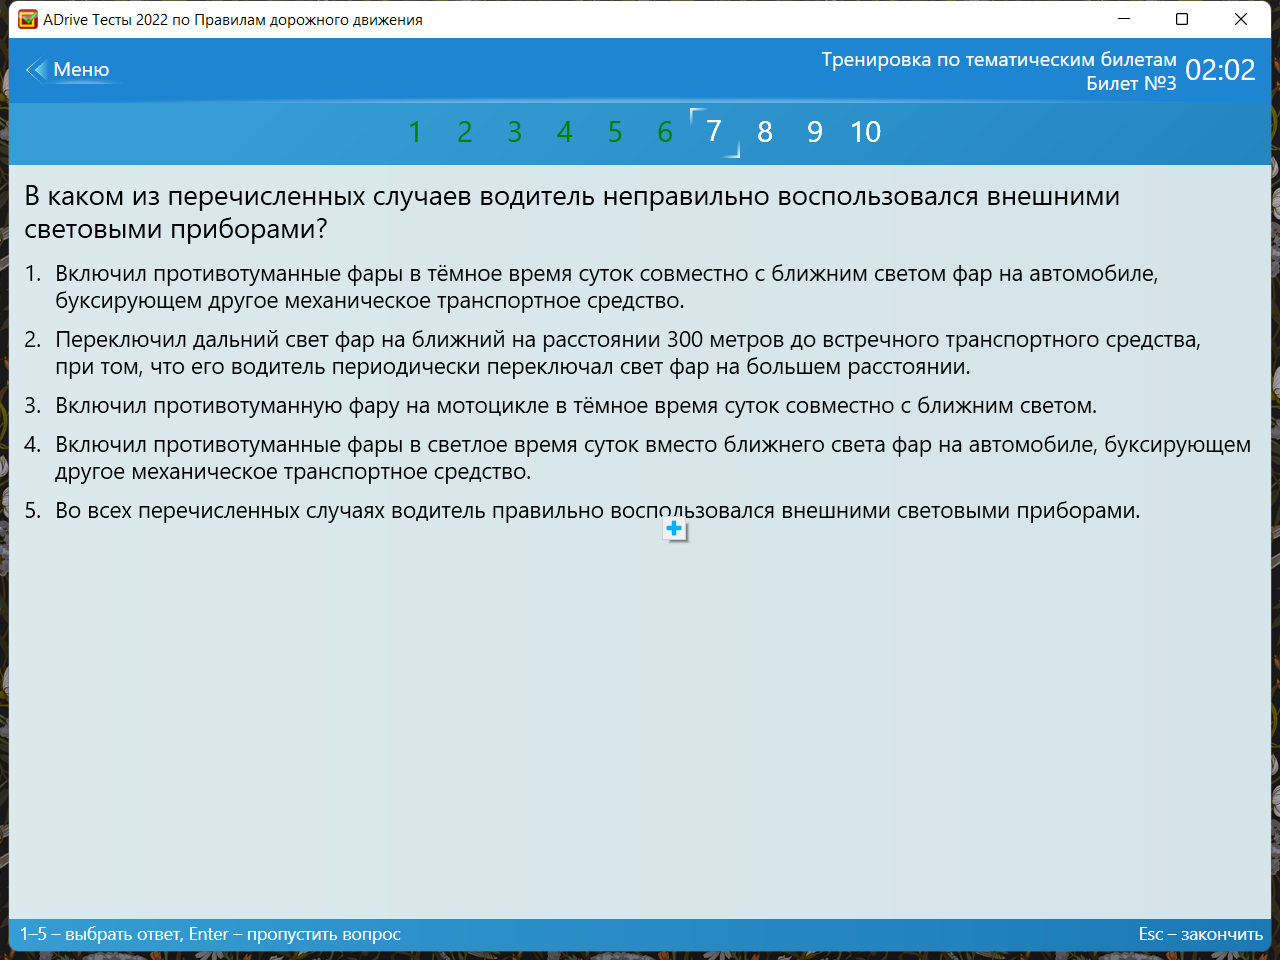 ADrive Тесты 2022 по Правилам дорожного движения
Меню
Тренировка по тематическим билетам
Билет №3
02:02
1 2 3 4 5 6 7 8 9 10
В каком из перечисленных случаев водитель неправильно воспользовался внешними
световыми приборами?
1. Включил противотуманные фары в тёмное время суток совместно с ближним светом фар на автомобиле,
буксирующем другое механическое транспортное средство.
2. Переключил дальний свет фар на ближний на расстоянии 300 метров до встречного транспортного средства,
при том, что его водитель периодически переключал свет фар на большем расстоянии.
3. Включил противотуманную фару на мотоцикле в тёмное время суток совместно с ближним светом.
4. Включил противотуманные фары в светлое время суток вместо ближнего света фар на автомобиле, буксирующем
другое механическое транспортное средство.
5. Во всех перечисленных случаях водитель правильно воспользовался внешними световыми приборами.
1–5 – выбрать ответ, Enter – пропустить вопрос
Esc – закончить